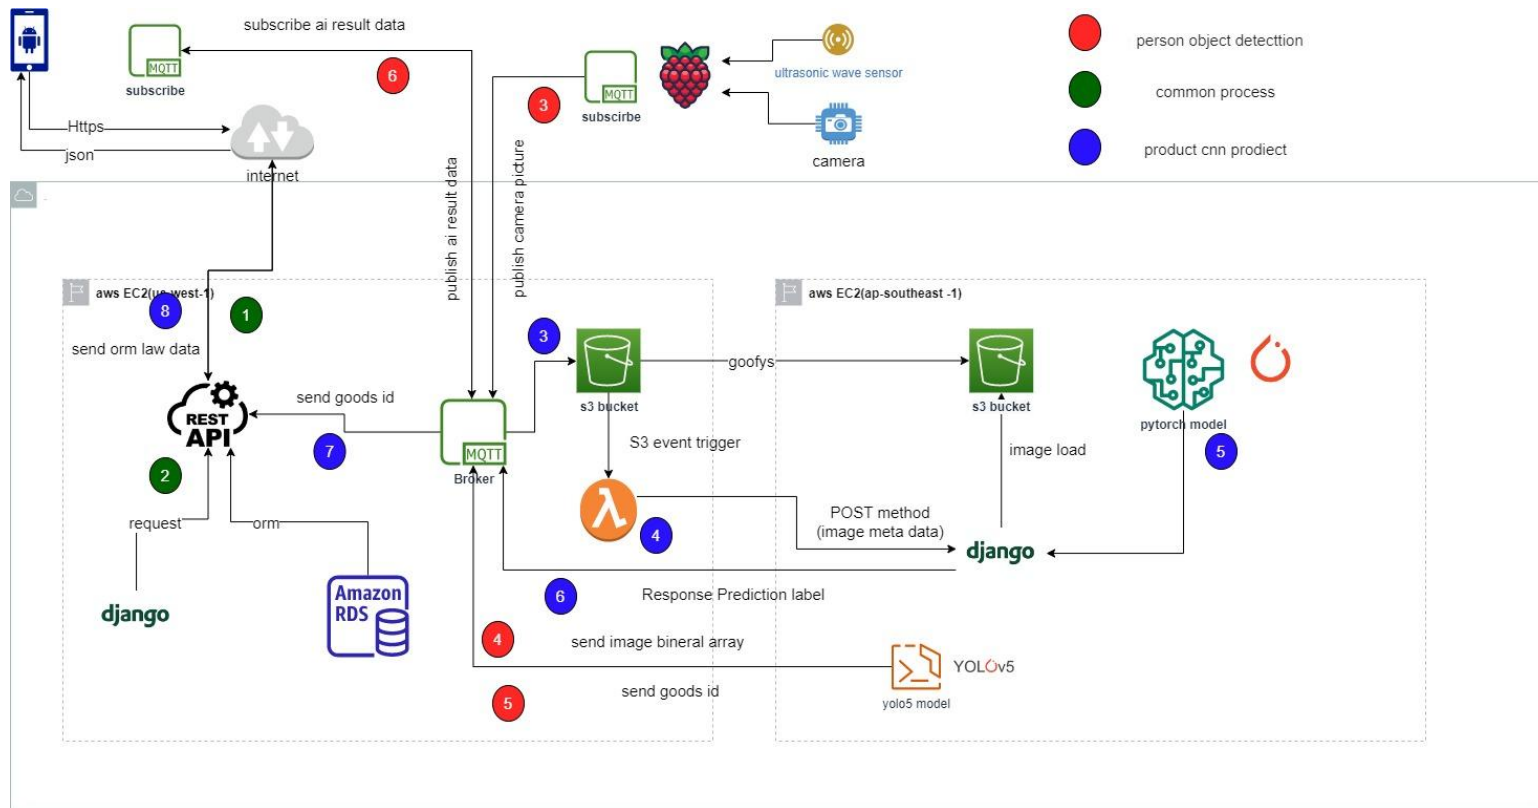 subscribe ai result data
MQTT
subscribe
6
Https
json
internet
3
MQTT
subscirbe
ultrasonic wave sensor
camera
person object detecttion
common process
product cnn prodiect
publish ai result data
publish camera picture
aws EC2(us-west-1)
8
1
send orm law data
REST
API
2
request
orm
django
Amazon
RDS
send goods id
7
MQTT
Broker
3
s3 bucket
goofys
S3 event trigger
4
6
Response Prediction label
4
send image bineral array
5
send goods id
aws EC2(ap-southeast -1)
s3 bucket
image load
POST method
(image meta data)
django
pytorch model
5
YOLOv5
yolo5 model